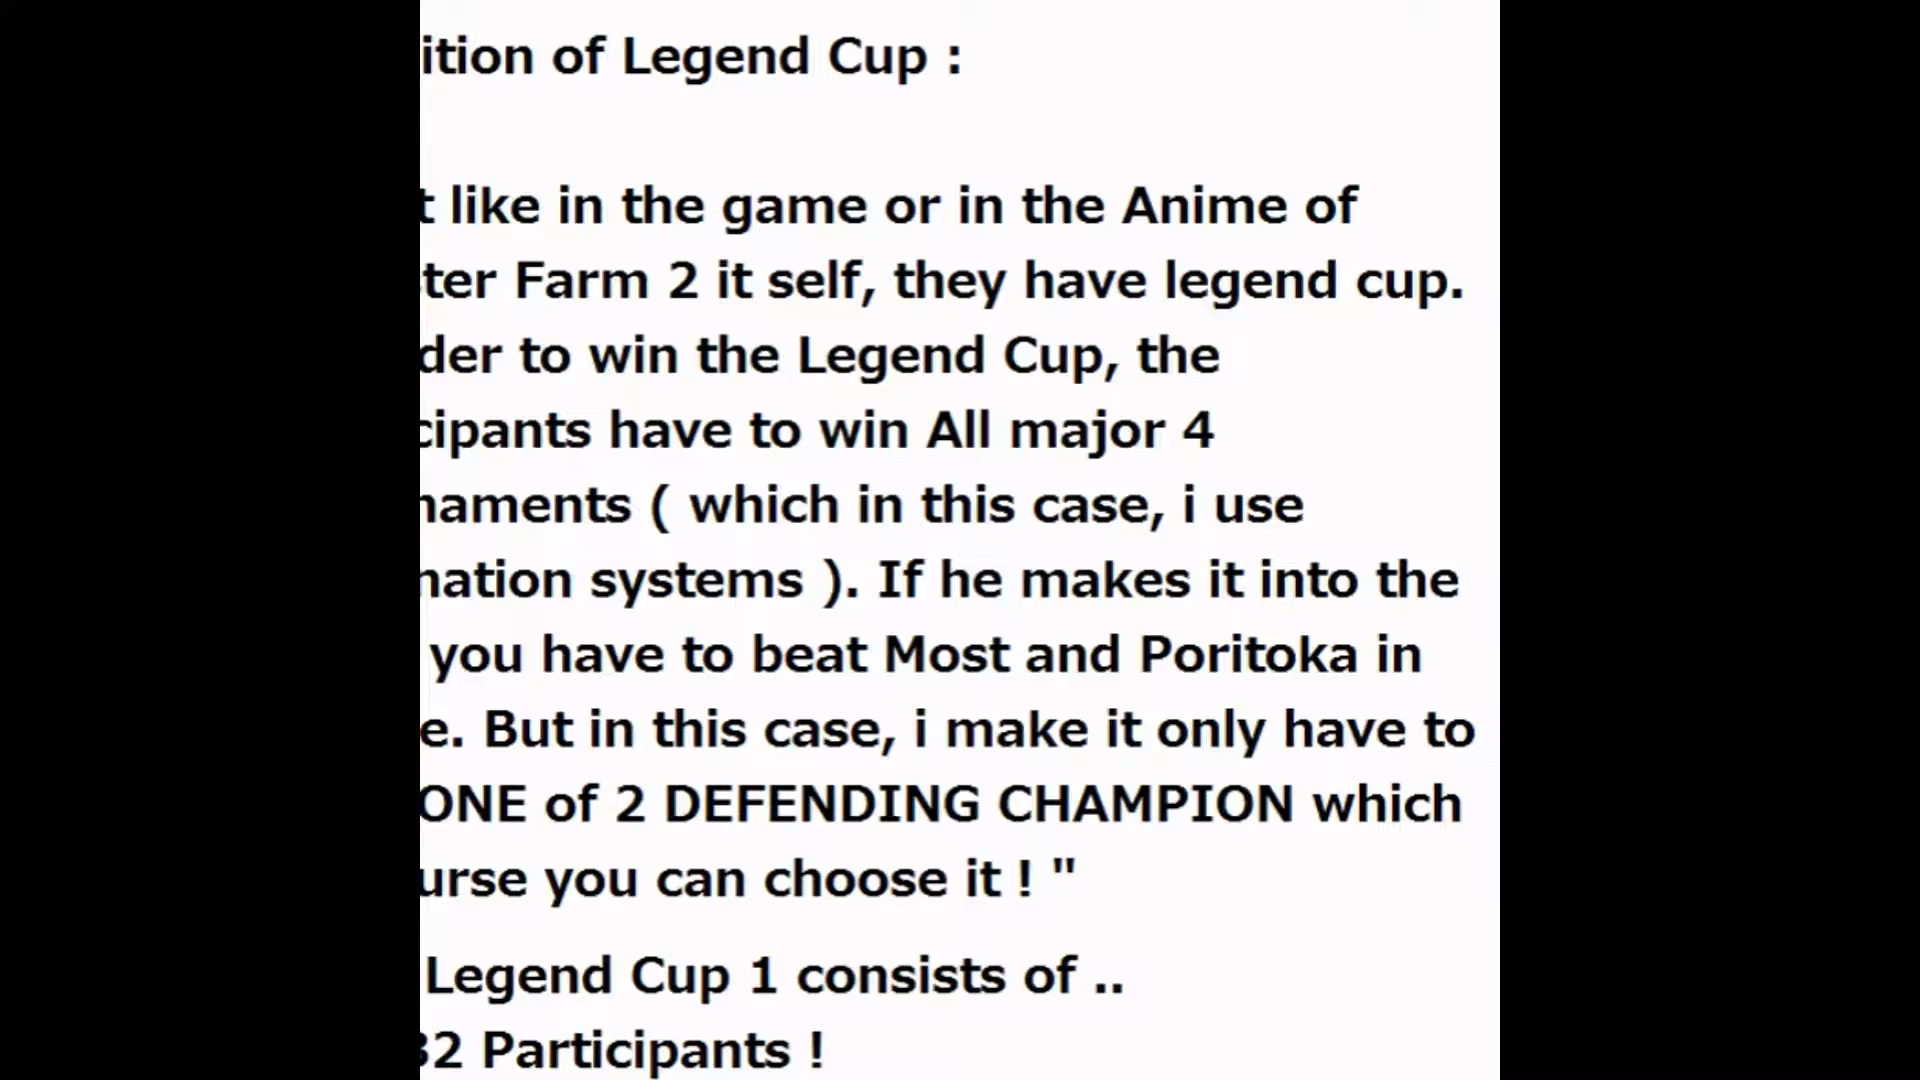 ition of Legend Cup :
t like in the game or in the Anime of
ter Farm 2 it self, they have legend cup.
der to win the Legend Cup, the
cipants have to win All major 4
naments ( which in this case, i use
nation systems ). If he makes it into the
you have to beat Most and Poritoka in
e. But in this case, i make it only have to
ONE of 2 DEFENDING CHAMPION which
urse you can choose it ! "
Legend Cup 1 consists of ..
32 Participants !